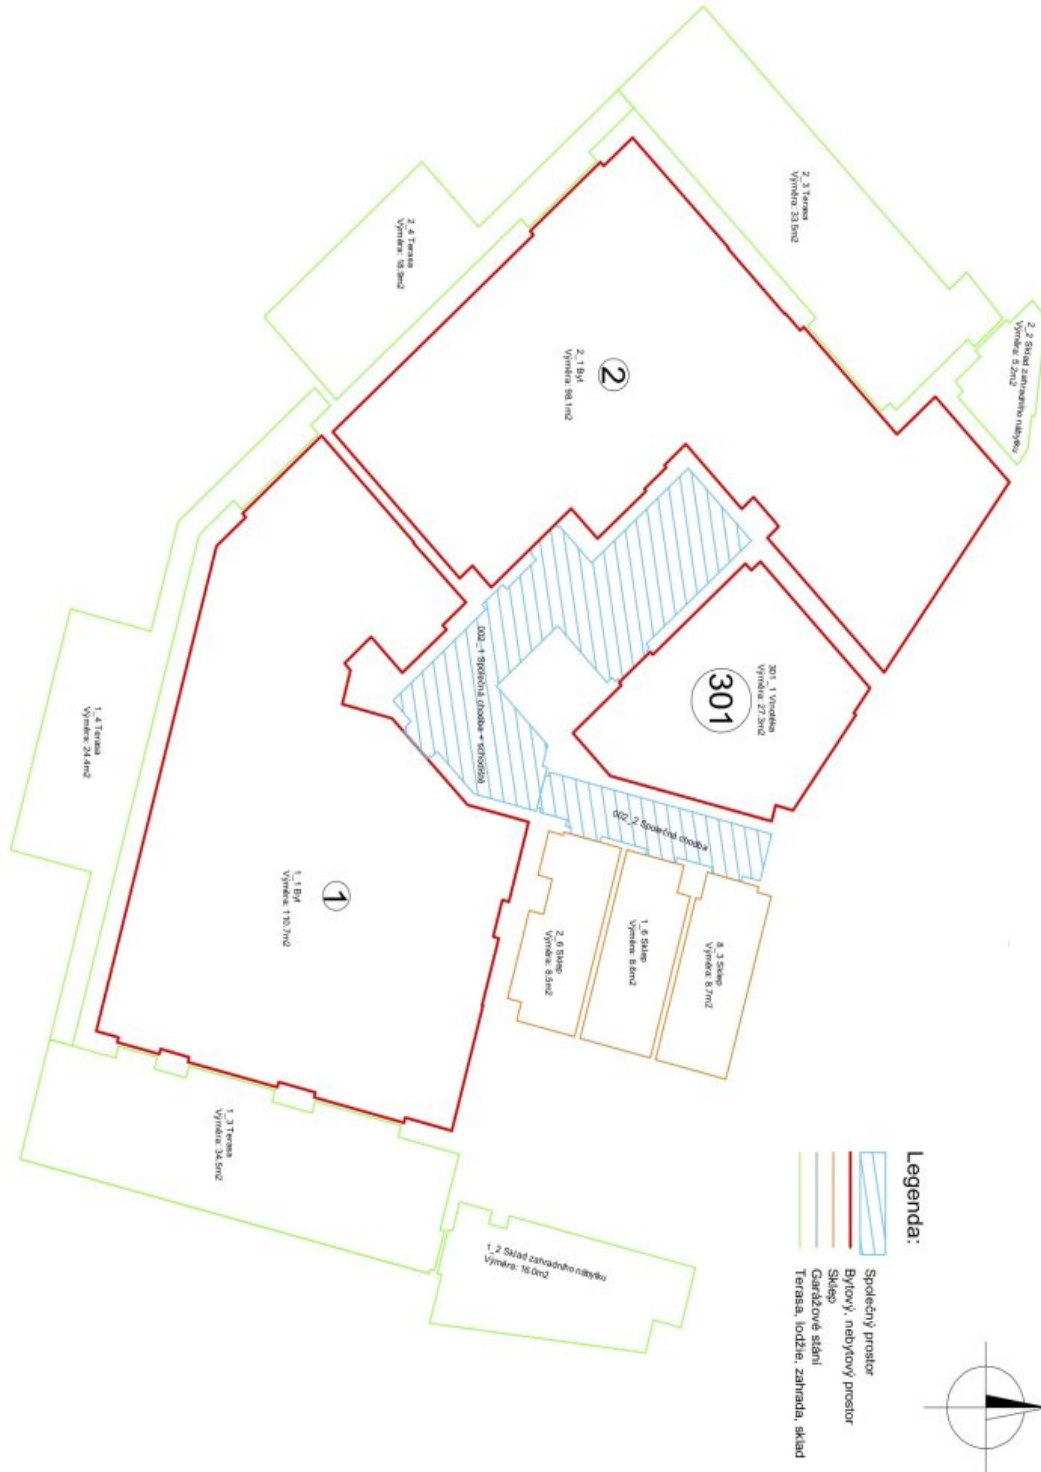 2_3 Terasa
Výměra: 33.5m2
2_2 Sklad zahradního nábytku
Výměra: 5.2m2
2_4 Terasa
Výměra: 18.9m2
2
2_1 Byt
Výměra: 98.1m2
301
301_1 Vinotéka
Výměra: 27.3m2
002_1 Společná chodba + schodiště
002_2 Společná chodba
8_3 Sklep
Výměra: 8.7m2
1_6 Sklep
Výměra: 8.8m2
2_6 Sklep
Výměra: 8.5m2
1
1_1 Byt
Výměra: 110.7m2
1_4 Terasa
Výměra: 24.4m2
1_3 Terasa
Výměra: 34.5m2
1_2 Sklad zahradního nábytku
Výměra: 16.0m2
Legenda:
Společný prostor
Bytový, nebytový prostor
Sklep
Garážové stání
Terasa, lodžie, zahrada, sklad